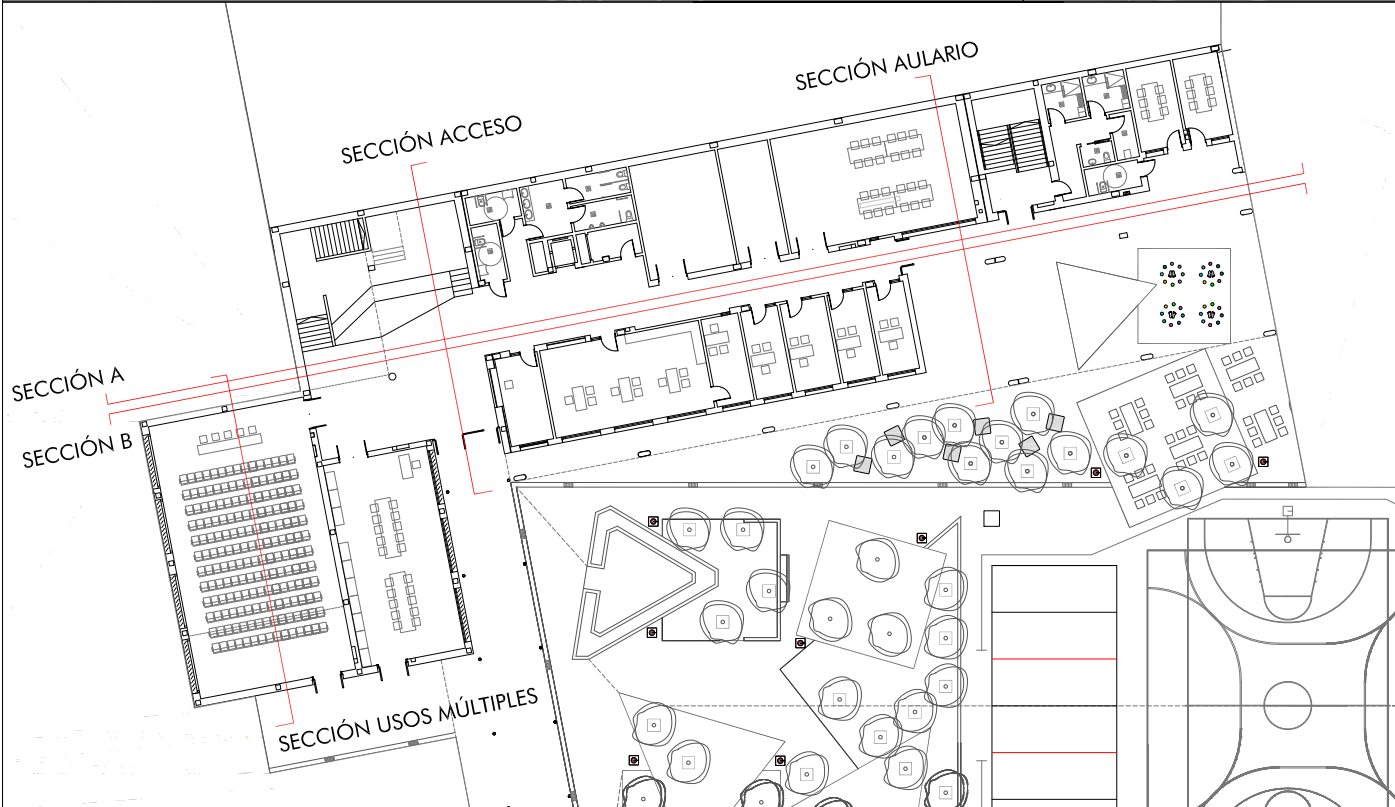 SECCIÓN AULARIO
SECCIÓN ACCESO
SECCIÓN A
SECCIÓN B
SECCIÓN USOS MÚLTIPLES